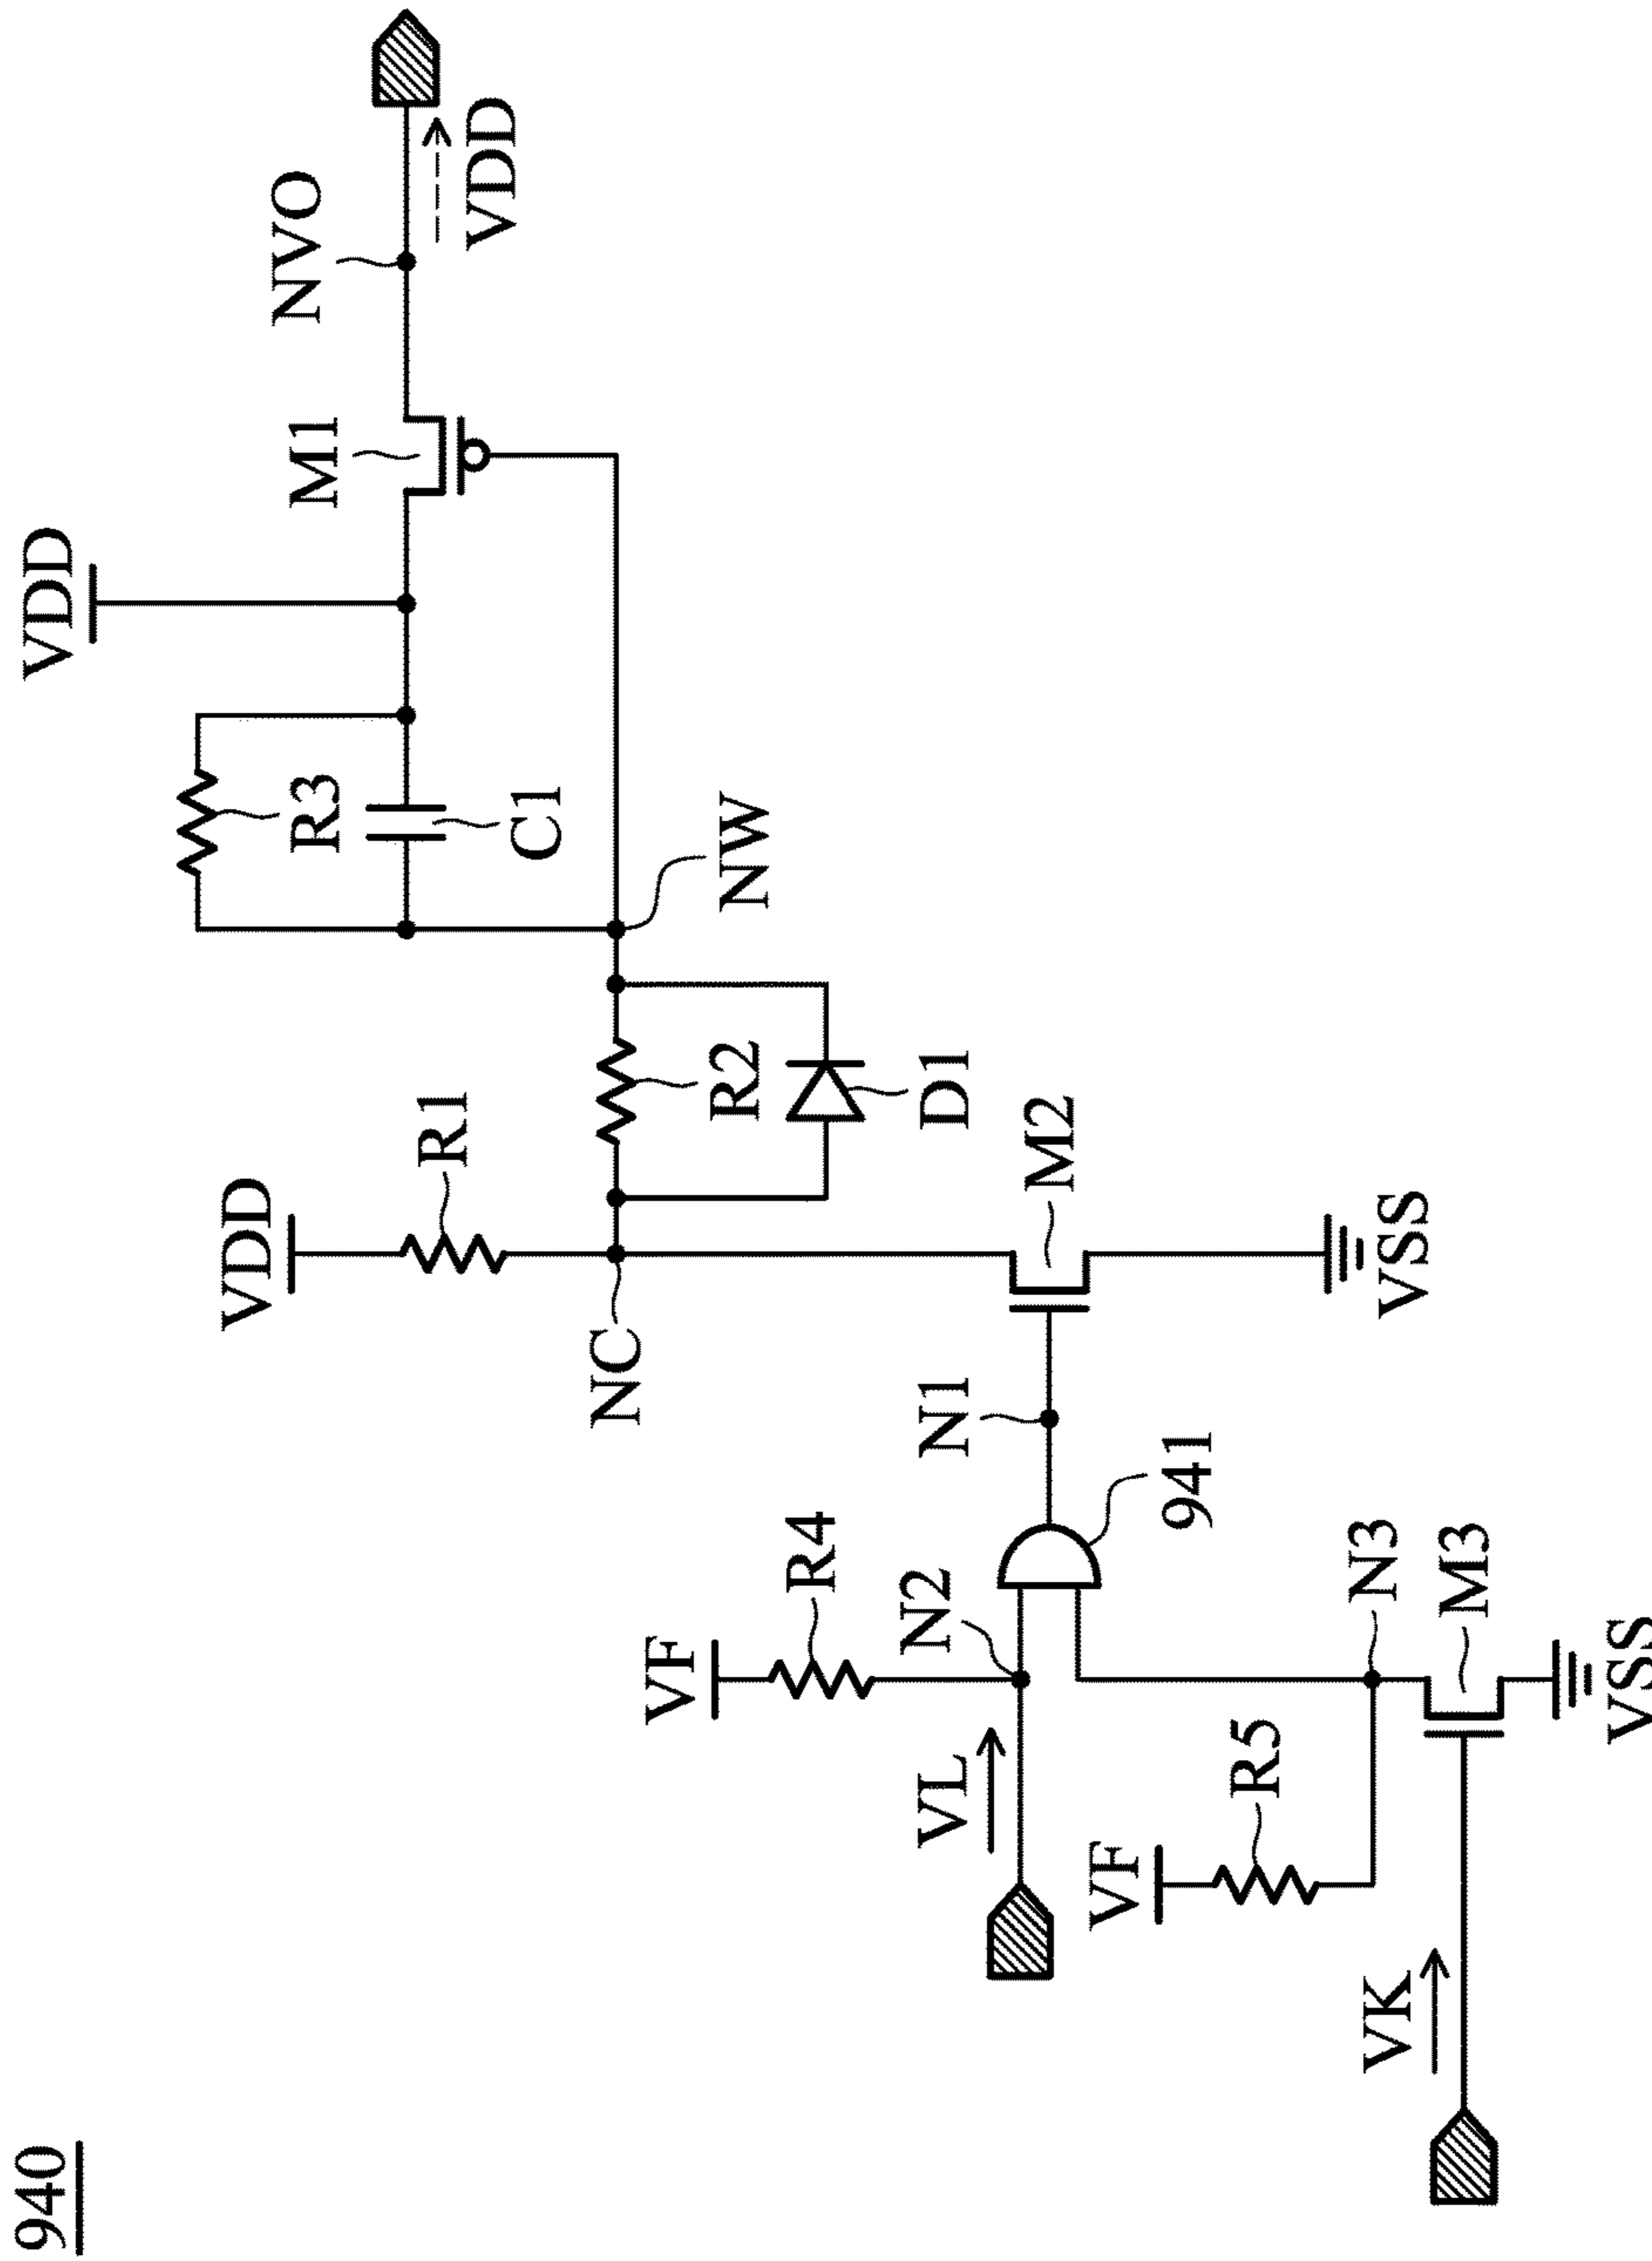 940
VDD
R3
C1
M1
NVO
VDD
VDD
R1
NC
R2
D1
NW
VF
R4
VL
N2
N1
M2
941
VSS
VF
R5
N3
VK
M3
VSS